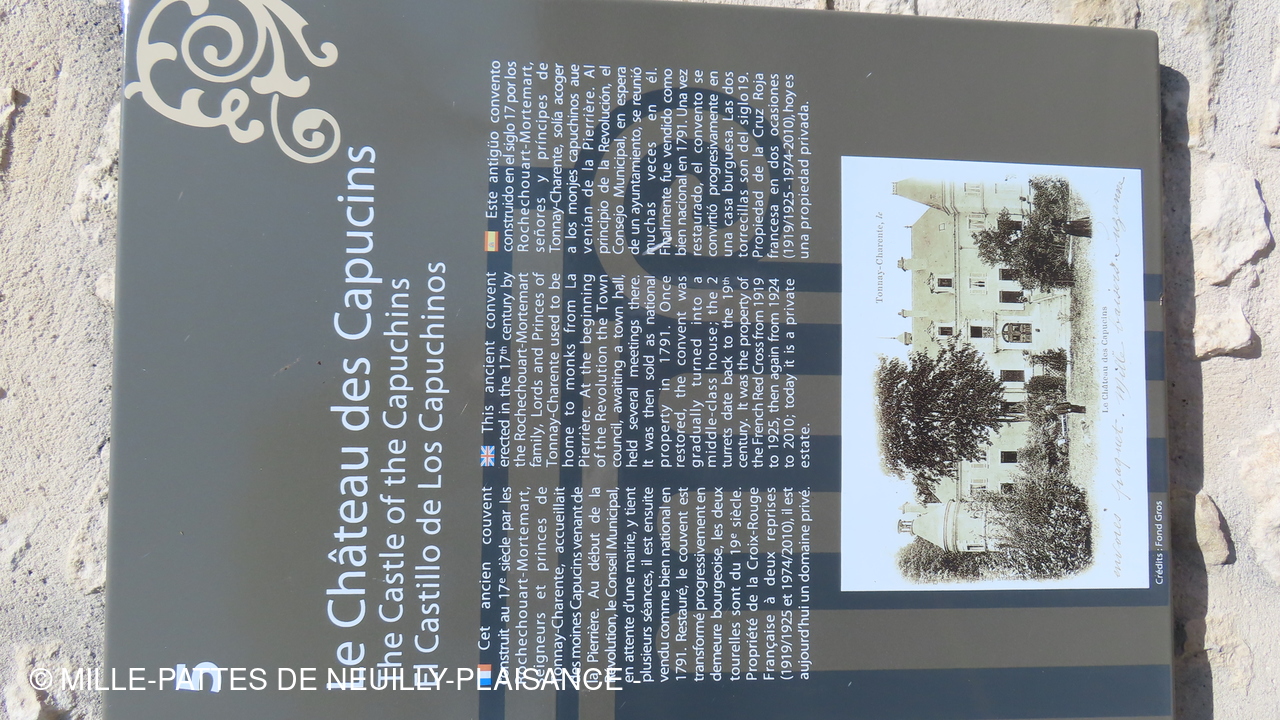 5
Le Château des Capucins
The Castle of the Capuchins
El Castillo de Los Capuchinos
Cet ancien couvent
construit au 17e siècle par les
Rochechouart-Mortemart,
seigneurs et princes de
Tonnay-Charente, accueillait
des moines Capucins venant de
(la) Pierrière. Au début de la
Révolution, le Conseil Municipal,
en attente d'une mairie, y tient
plusieurs séances, il est ensuite
vendu comme bien national en
1791. Restauré, le couvent est
transformé progressivement en
demeure bourgeoise, les deux
tourelles sont du 19e siècle.
Propriété de la Croix-Rouge
Française à deux reprises
(1919/1925 et 1974/2010), il est
aujourd'hui un domaine privé.
This ancient convent
erected in the 17th century by
the Rochechouart-Mortemart
family, Lords and Princes of
Tonnay-Charente used to be
home to monks from La
Pierrière. At the beginning
of the Revolution the Town
council, awaiting a town hall,
held several meetings there.
It was then sold as national
property in 1791. Once
restored, the convent was
gradually turned into a
middle-class house; the 2
turrets date back to the 19th
century. It was the property of
the French Red Cross from 1919
to 1925, then again from 1924
to 2010; today it is a private
estate.
Este antigüo convento
construido en el siglo 17 por los
Rochechouart-Mortemart,
señores y príncipes de
Tonnay-Charente, solía acoger
a los monjes capuchinos que
venían de la Pierrière. Al
principio de la Revolución, el
Consejo Municipal, en espera
de un ayuntamiento, se reunió
muchas veces en él.
Finalmente fue vendido como
bien nacional en 1791. Una vez
restaurado, el convento se
convirtió progresivamente en
una casa burguesa. Las dos
torrecillas son del siglo 19.
Propiedad de la Cruz Roja
francesa en dos ocasiones
(1919/1925 -1974-2010), hoy es
una propiedad privada.
Tonnay-Charente, le
Le Château des Capucins
Crédits : Fond Gros
© MILLE-PATTES DE NEUILLY-PLAISANCE -